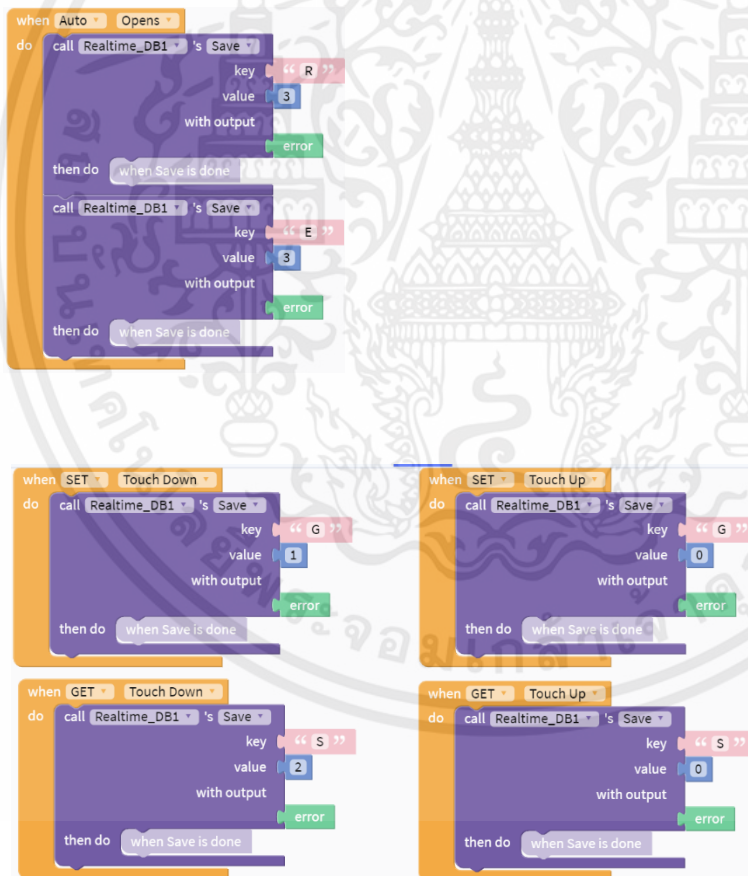 when Auto Opens
do call Realtime_DB1 's Save
key “ R ”
value 3
with output
error
then do when Save is done
call Realtime_DB1 's Save
key “ E ”
value 3
with output
error
then do when Save is done
when SET Touch Down
do call Realtime_DB1 's Save
key “ G ”
value 1
with output
error
then do when Save is done
when SET Touch Up
do call Realtime_DB1 's Save
key “ G ”
value 0
with output
error
then do when Save is done
when GET Touch Down
do call Realtime_DB1 's Save
key “ S ”
value 2
with output
error
then do when Save is done
when GET Touch Up
do call Realtime_DB1 's Save
key “ S ”
value 0
with output
error
then do when Save is done